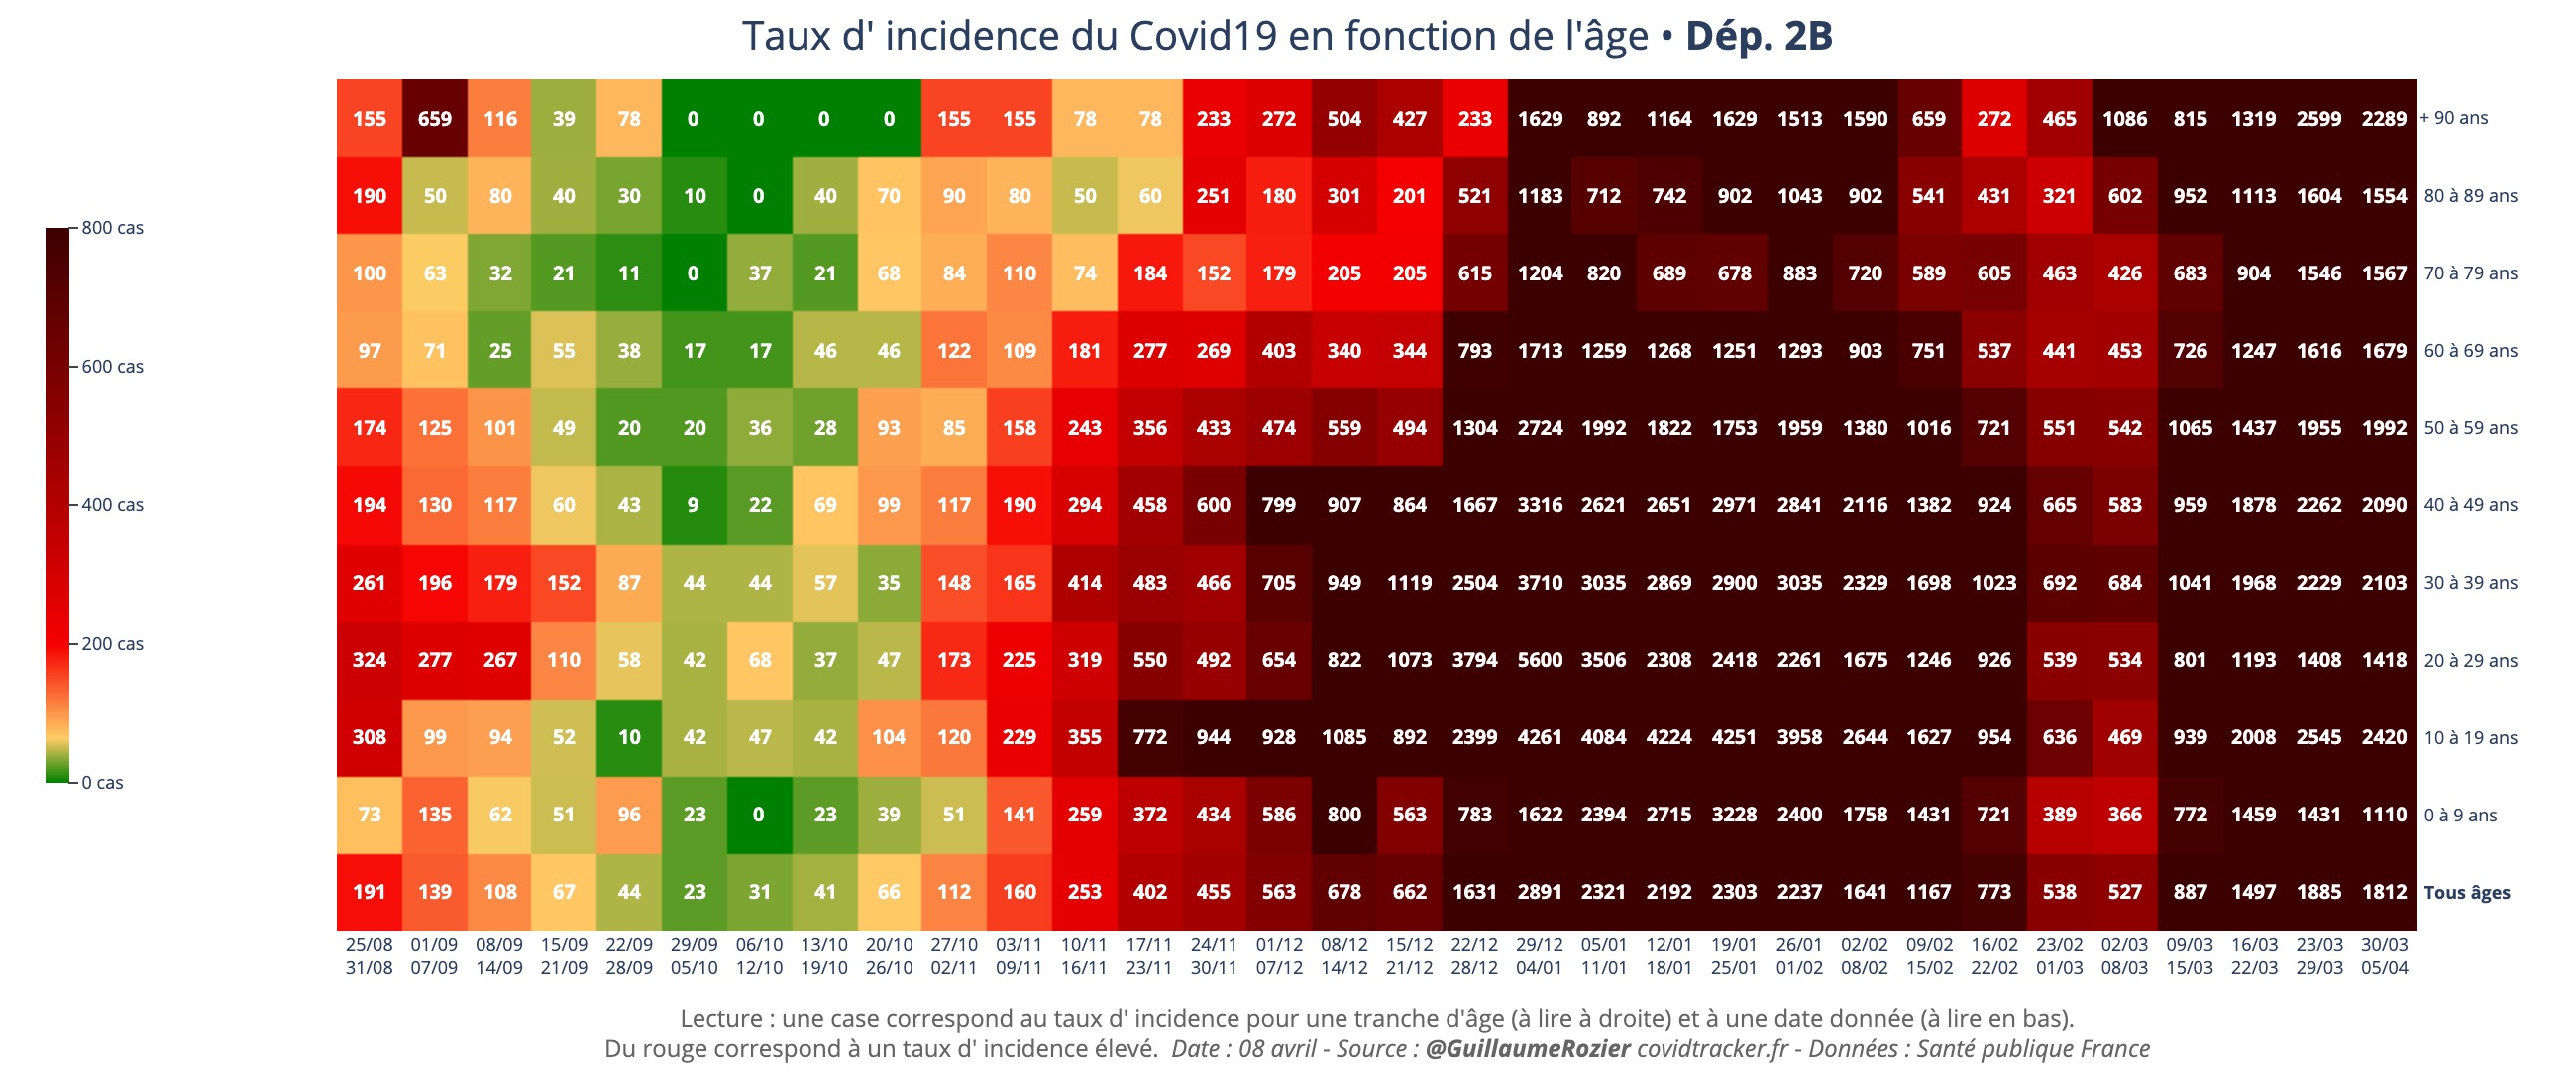 Taux d' incidence du Covid19 en fonction de l'âge • Dép. 2B
155 659 116 39 78 0 0 0 0 155 155 78 78 233 272 504 427 233 1629 892 1164 1629 1513 1590 659 272 465 1086 815 1319 2599 2289 + 90 ans
190 50 80 40 30 10 0 40 70 90 80 50 60 251 180 301 201 521 1183 712 742 902 1043 902 541 431 321 602 952 1113 1604 1554 80 à 89 ans
800 cas
100 63 32 21 11 0 37 21 68 84 110 74 184 152 179 205 205 615 1204 820 689 678 883 720 589 605 463 426 683 904 1546 1567 70 à 79 ans
97 71 25 55 38 17 17 46 46 122 109 181 277 269 403 340 344 793 1713 1259 1268 1251 1293 903 751 537 441 453 726 1247 1616 1679 60 à 69 ans
600 cas
174 125 101 49 20 20 36 28 93 85 158 243 356 433 474 559 494 1304 2724 1992 1822 1753 1959 1380 1016 721 551 542 1065 1437 1955 1992 50 à 59 ans
400 cas
194 130 117 60 43 9 22 69 99 117 190 294 458 600 799 907 864 1667 3316 2621 2651 2971 2841 2116 1382 924 665 583 959 1878 2262 2090 40 à 49 ans
261 196 179 152 87 44 44 57 35 148 165 414 483 466 705 949 1119 2504 3710 3035 2869 2900 3035 2329 1698 1023 692 684 1041 1968 2229 2103 30 à 39 ans
200 cas
324 277 267 110 58 42 68 37 47 173 225 319 550 492 654 822 1073 3794 5600 3506 2308 2418 2261 1675 1246 926 539 534 801 1193 1408 1418 20 à 29 ans
308 99 94 52 10 42 47 42 104 120 229 355 772 944 928 1085 892 2399 4261 4084 4224 4251 3958 2644 1627 954 636 469 939 2008 2545 2420 10 à 19 ans
0 cas
73 135 62 51 96 23 0 23 39 51 141 259 372 434 586 800 563 783 1622 2394 2715 3228 2400 1758 1431 721 389 366 772 1459 1431 1110 0 à 9 ans
191 139 108 67 44 23 31 41 66 112 160 253 402 455 563 678 662 1631 2891 2321 2192 2303 2237 1641 1167 773 538 527 887 1497 1885 1812 Tous âges
25/08 01/09 08/09 15/09 22/09 29/09 06/10 13/10 20/10 27/10 03/11 10/11 17/11 24/11 01/12 08/12 15/12 22/12 29/12 05/01 12/01 19/01 26/01 02/02 09/02 16/02 23/02 02/03 09/03 16/03 23/03 30/03
31/08 07/09 14/09 21/09 28/09 05/10 12/10 19/10 26/10 02/11 09/11 16/11 23/11 30/11 07/12 14/12 21/12 28/12 04/01 11/01 18/01 25/01 01/02 08/02 15/02 22/02 01/03 08/03 15/03 22/03 29/03 05/04
Lecture : une case correspond au taux d' incidence pour une tranche d'âge (à lire à droite) et à une date donnée (à lire en bas).
Du rouge correspond à un taux d' incidence élevé. Date : 08 avril - Source : @GuillaumeRozier covidtracker.fr - Données : Santé publique France